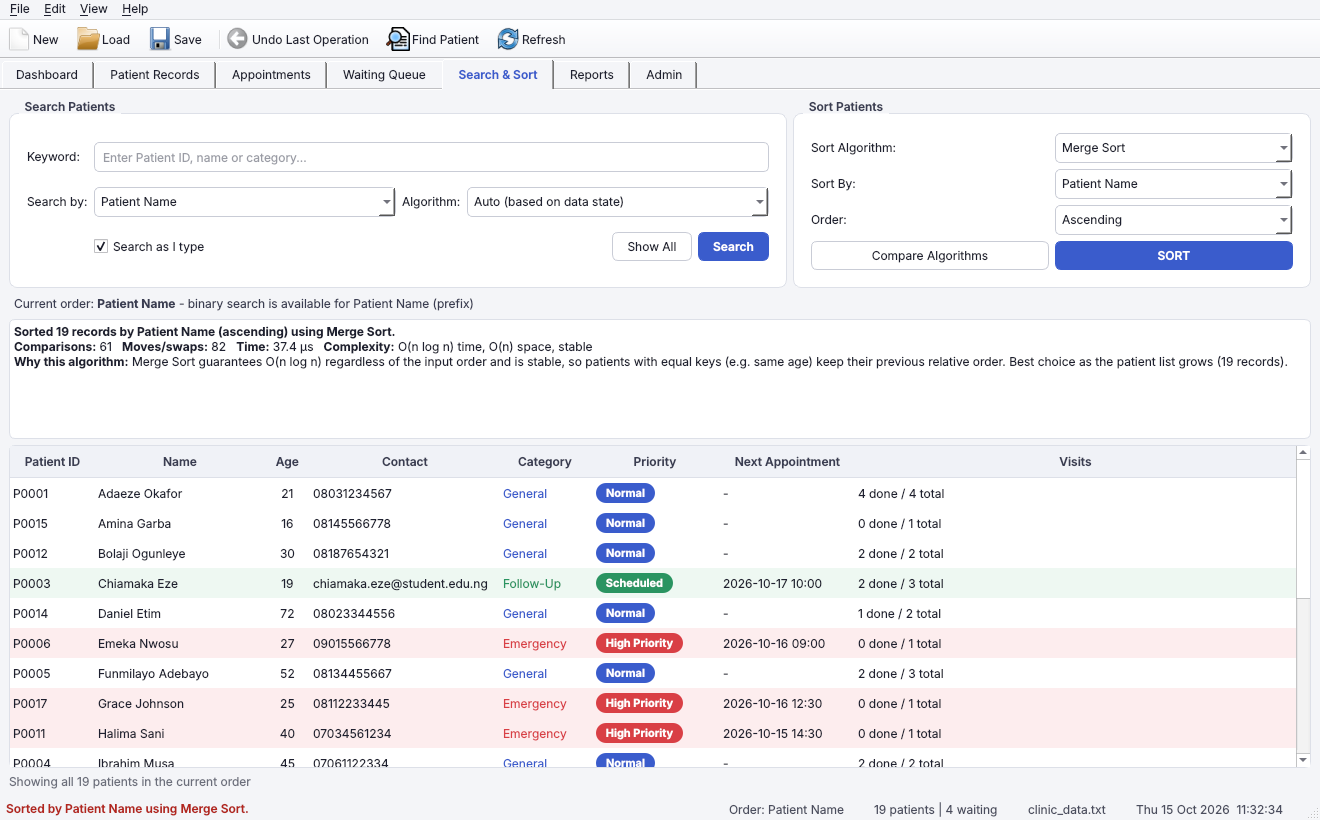 File Edit View Help
New Load Save Undo Last Operation Find Patient Refresh
Dashboard Patient Records Appointments Waiting Queue Search & Sort Reports Admin
Search Patients
Keyword: Enter Patient ID, name or category...
Search by: Patient Name Algorithm: Auto (based on data state)
Search as I type Show All Search
Sort Patients
Sort Algorithm: Merge Sort
Sort By: Patient Name
Order: Ascending
Compare Algorithms SORT
Current order: Patient Name - binary search is available for Patient Name (prefix)
Sorted 19 records by Patient Name (ascending) using Merge Sort.
Comparisons: 61 Moves/swaps: 82 Time: 37.4 µs Complexity: O(n log n) time, O(n) space, stable
Why this algorithm: Merge Sort guarantees O(n log n) regardless of the input order and is stable, so patients with equal keys (e.g. same age) keep their previous relative order. Best choice as the patient list grows (19 records).
Patient ID Name Age Contact Category Priority Next Appointment Visits
P0001 Adaeze Okafor 21 08031234567 General Normal - 4 done / 4 total
P0015 Amina Garba 16 08145566778 General Normal - 0 done / 1 total
P0012 Bolaji Ogunleye 30 08187654321 General Normal - 2 done / 2 total
P0003 Chiamaka Eze 19 chiamaka.eze@student.edu.ng Follow-Up Scheduled 2026-10-17 10:00 2 done / 3 total
P0014 Daniel Etim 72 08023344556 General Normal - 1 done / 2 total
P0006 Emeka Nwosu 27 09015566778 Emergency High Priority 2026-10-16 09:00 0 done / 1 total
P0005 Funmilayo Adebayo 52 08134455667 General Normal - 2 done / 3 total
P0017 Grace Johnson 25 08112233445 Emergency High Priority 2026-10-16 12:30 0 done / 1 total
P0011 Halima Sani 40 07034561234 Emergency High Priority 2026-10-15 14:30 0 done / 1 total
P0004 Ibrahim Musa 45 07061122334 General Normal - 2 done / 2 total
Showing all 19 patients in the current order
Sorted by Patient Name using Merge Sort. Order: Patient Name 19 patients | 4 waiting clinic_data.txt Thu 15 Oct 2026 11:32:34